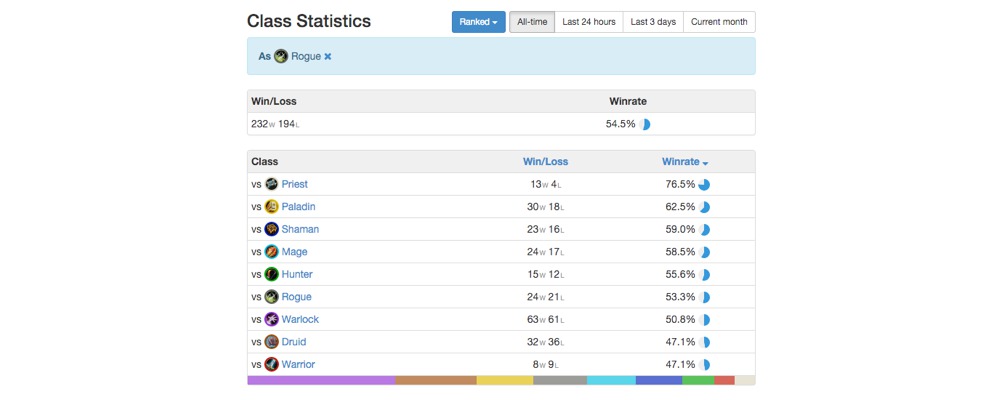 Class Statistics Ranked All-time Last 24 hours Last 3 days Current month
As Rogue ×
Win/Loss Winrate
232W 194L 54.5%
Class Win/Loss Winrate
vs Priest 13W 4L 76.5%
vs Paladin 30W 18L 62.5%
vs Shaman 23W 16L 59.0%
vs Mage 24W 17L 58.5%
vs Hunter 15W 12L 55.6%
vs Rogue 24W 21L 53.3%
vs Warlock 63W 61L 50.8%
vs Druid 32W 36L 47.1%
vs Warrior 8W 9L 47.1%